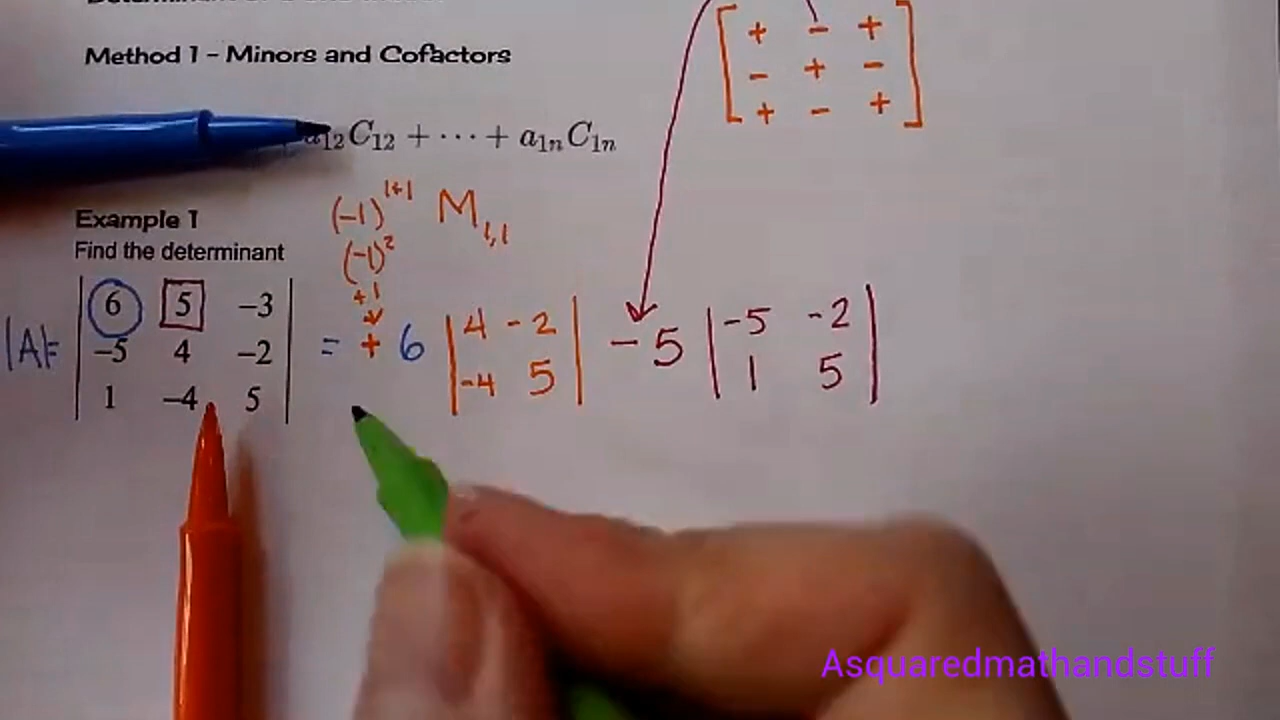 Method 1 - Minors and Cofactors
[ + - +
- + -
+ - + ]
a₁₂C₁₂ + ··· + a₁ₙC₁ₙ
(-1)¹⁺¹ M₁,₁
Example 1
(-1)²
Find the determinant
+1
|A|= | 6 5 -3 | = + 6 | 4 -2 | - 5 | -5 -2 |
| -5 4 -2 | | -4 5 | | 1 5 |
| 1 -4 5 |
Asquaredmathandstuff